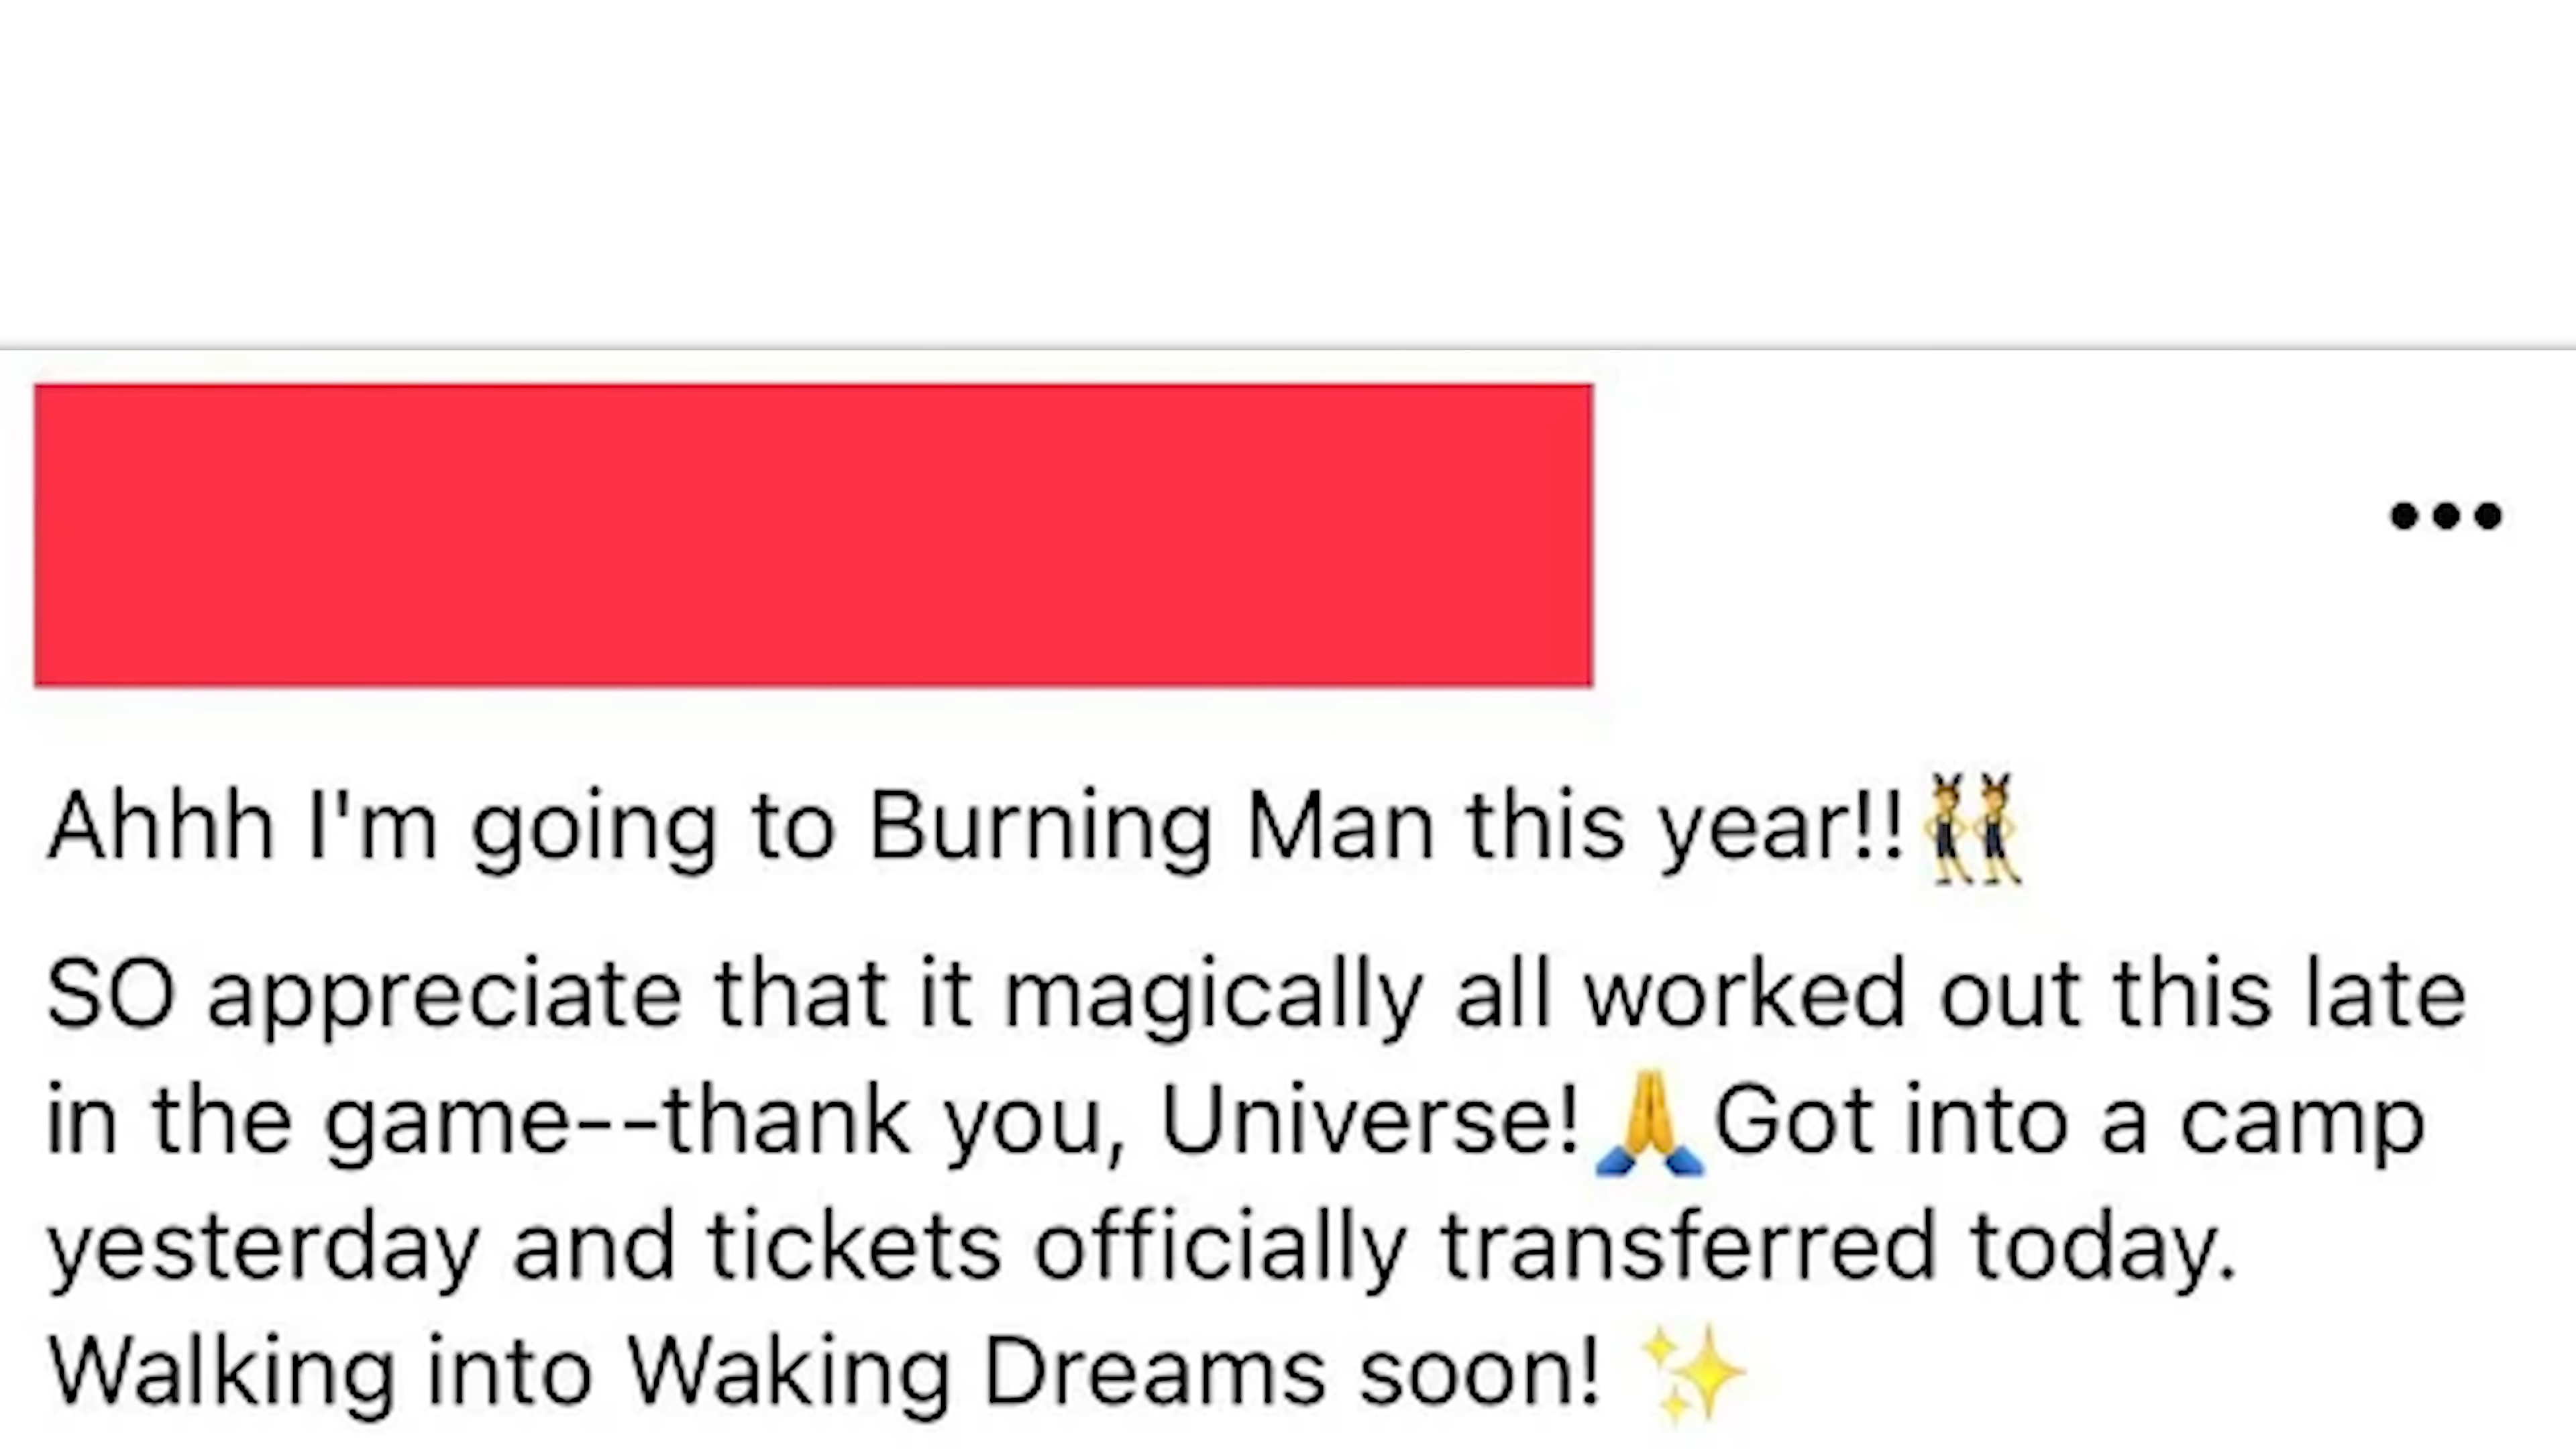 Ahhh I'm going to Burning Man this year!!👯
SO appreciate that it magically all worked out this late
in the game--thank you, Universe!🙏Got into a camp
yesterday and tickets officially transferred today.
Walking into Waking Dreams soon! ✨